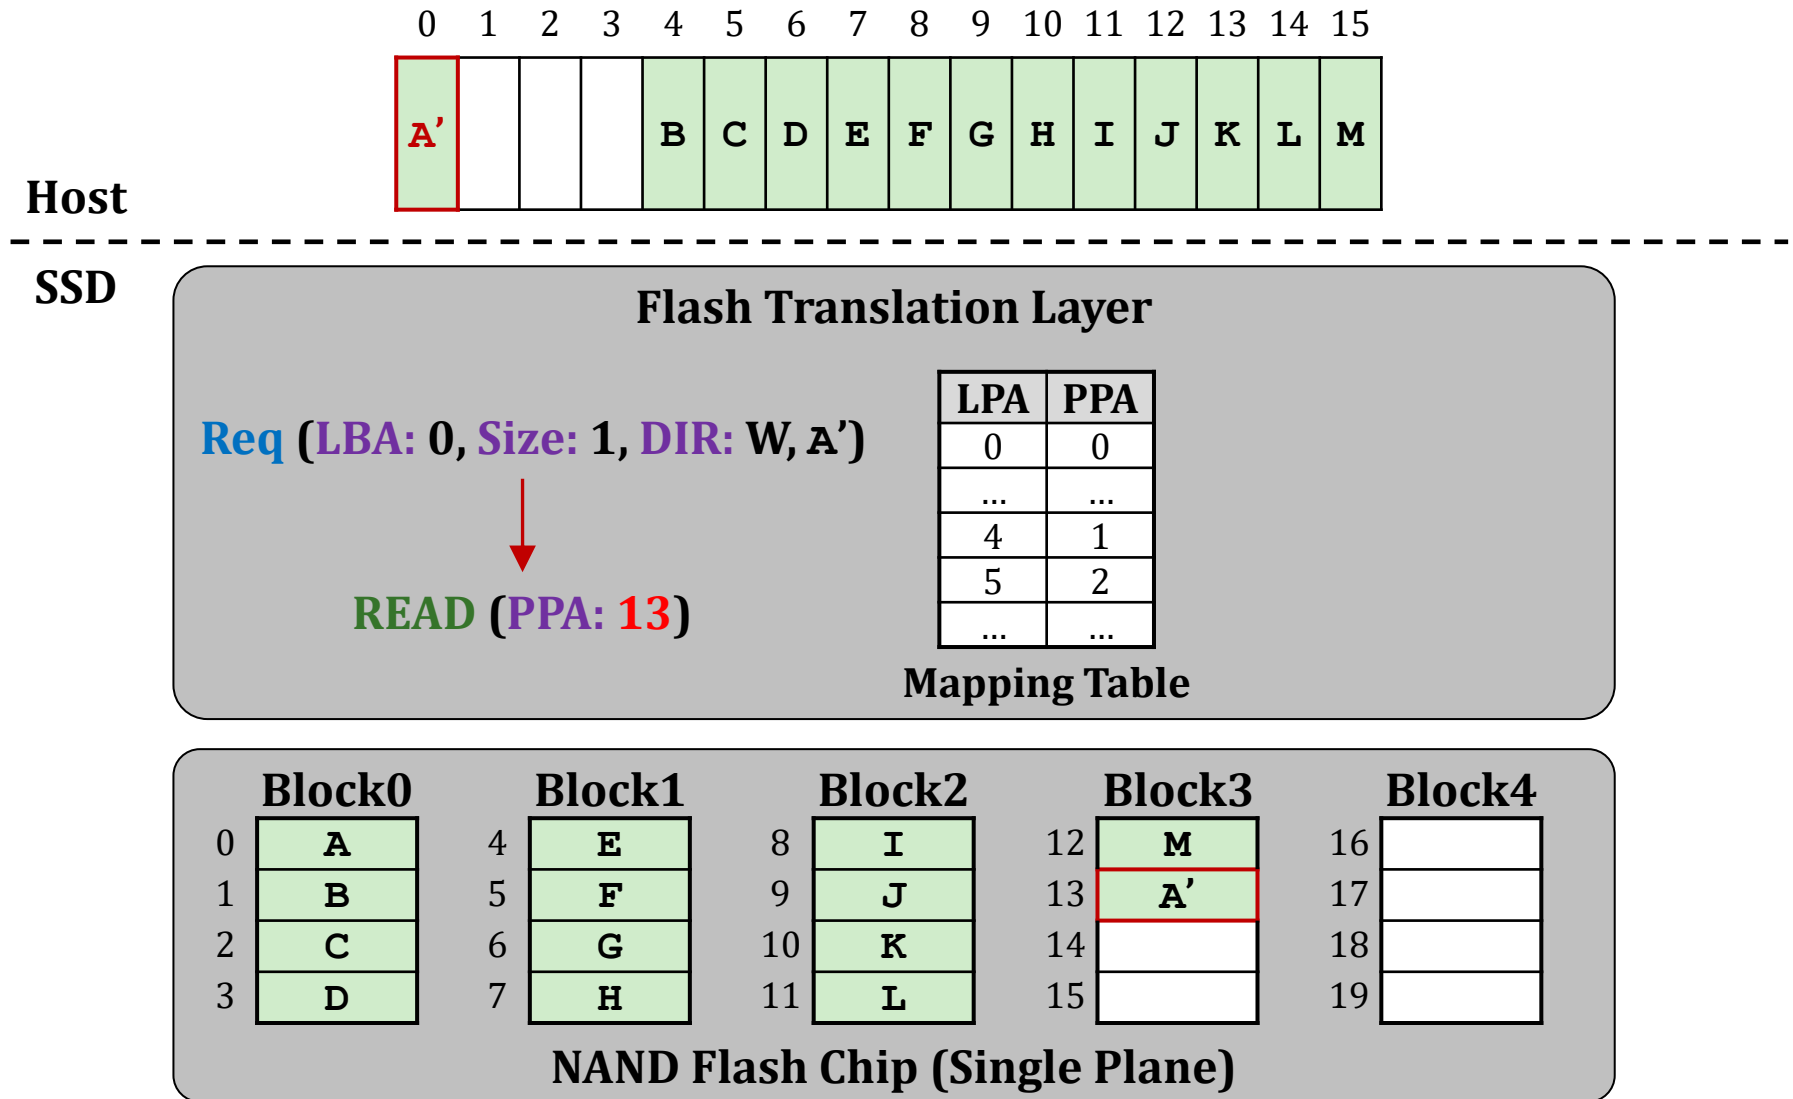 0 1 2 3 4 5 6 7 8 9 10 11 12 13 14 15
A’ B C D E F G H I J K L M
Host
SSD
Flash Translation Layer
Req (LBA: 0, Size: 1, DIR: W, A’)
READ (PPA: 13)
LPA PPA
0 0
... ...
4 1
5 2
... ...
Mapping Table
Block0 Block1 Block2 Block3 Block4
0 A 4 E 8 I 12 M 16
1 B 5 F 9 J 13 A’ 17
2 C 6 G 10 K 14 18
3 D 7 H 11 L 15 19
NAND Flash Chip (Single Plane)